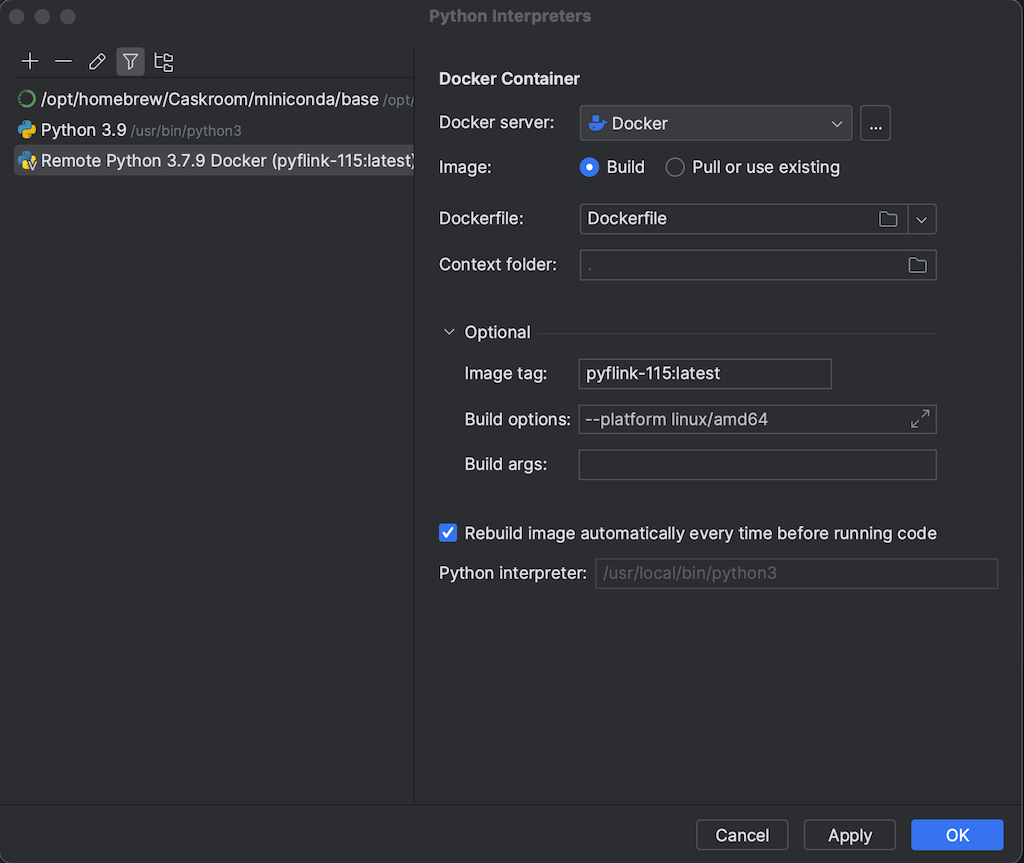 Python Interpreters
/opt/homebrew/Caskroom/miniconda/base /opt/
Python 3.9 /usr/bin/python3
Remote Python 3.7.9 Docker (pyflink-115:latest)
Docker Container
Docker server: Docker ...
Image: Build Pull or use existing
Dockerfile: Dockerfile
Context folder: .
Optional
Image tag: pyflink-115:latest
Build options: --platform linux/amd64
Build args:
Rebuild image automatically every time before running code
Python interpreter: /usr/local/bin/python3
Cancel Apply OK